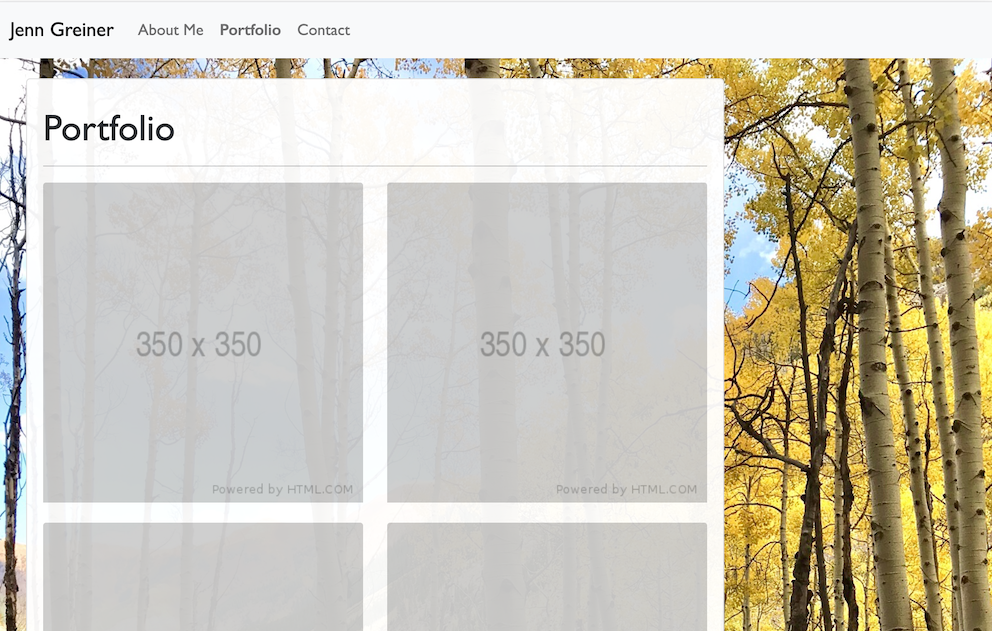 Jenn Greiner About Me Portfolio Contact
Portfolio
350 x 350 350 x 350
Powered by HTML.COM Powered by HTML.COM